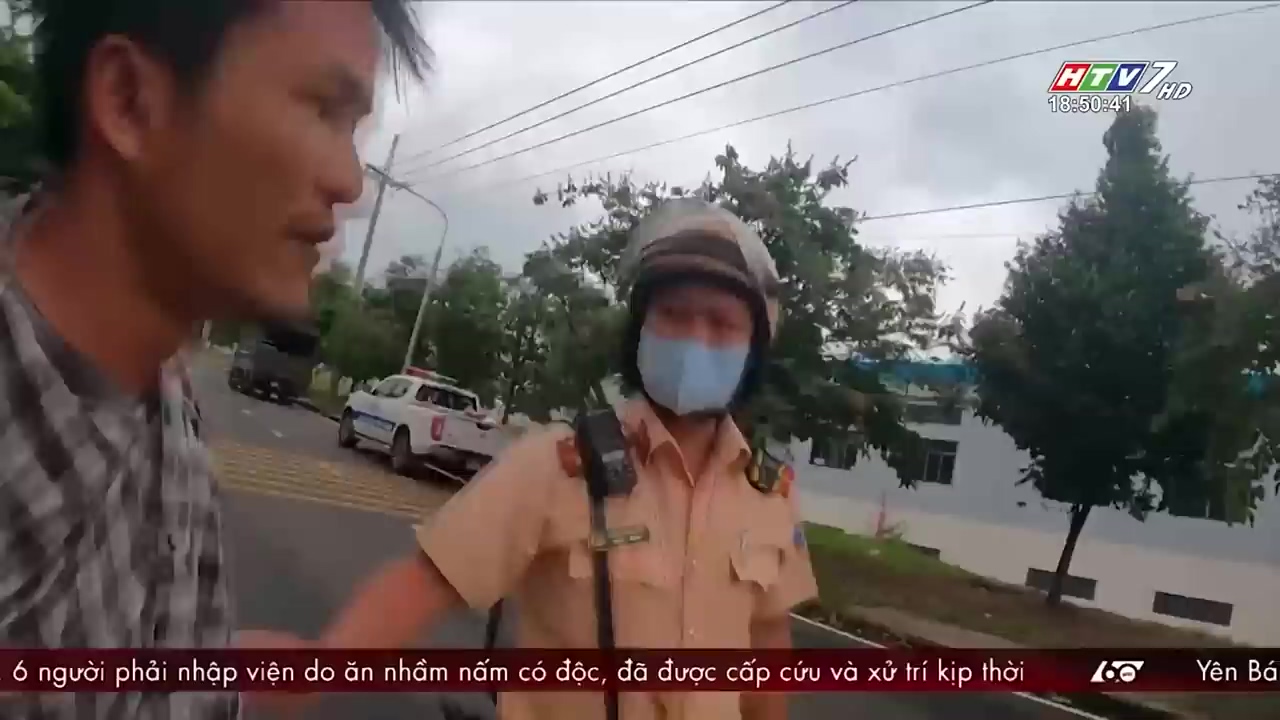 HTV7 HD
18:50:41
6 người phải nhập viện do ăn nhầm nấm có độc, đã được cấp cứu và xử trí kịp thời 60 Yên Bá